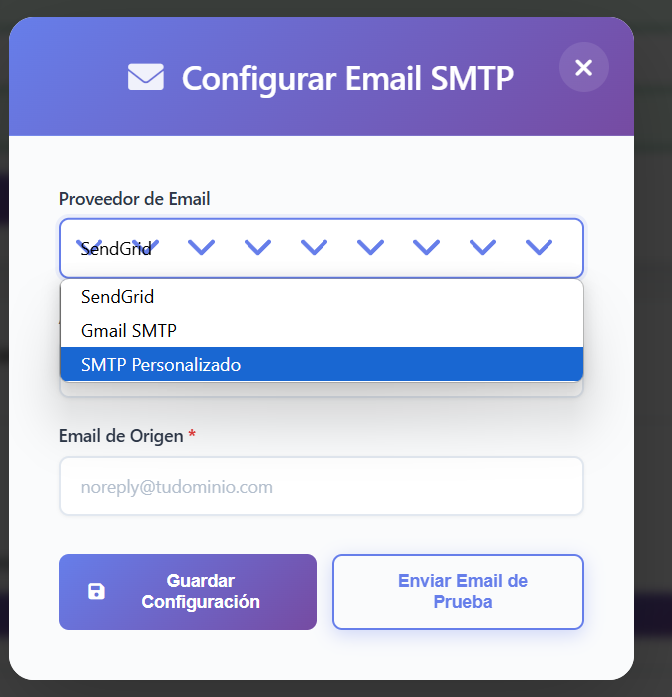 Configurar Email SMTP
Proveedor de Email
SendGrid
SendGrid
Gmail SMTP
SMTP Personalizado
Email de Origen *
noreply@tudominio.com
Guardar
Configuración
Enviar Email de
Prueba